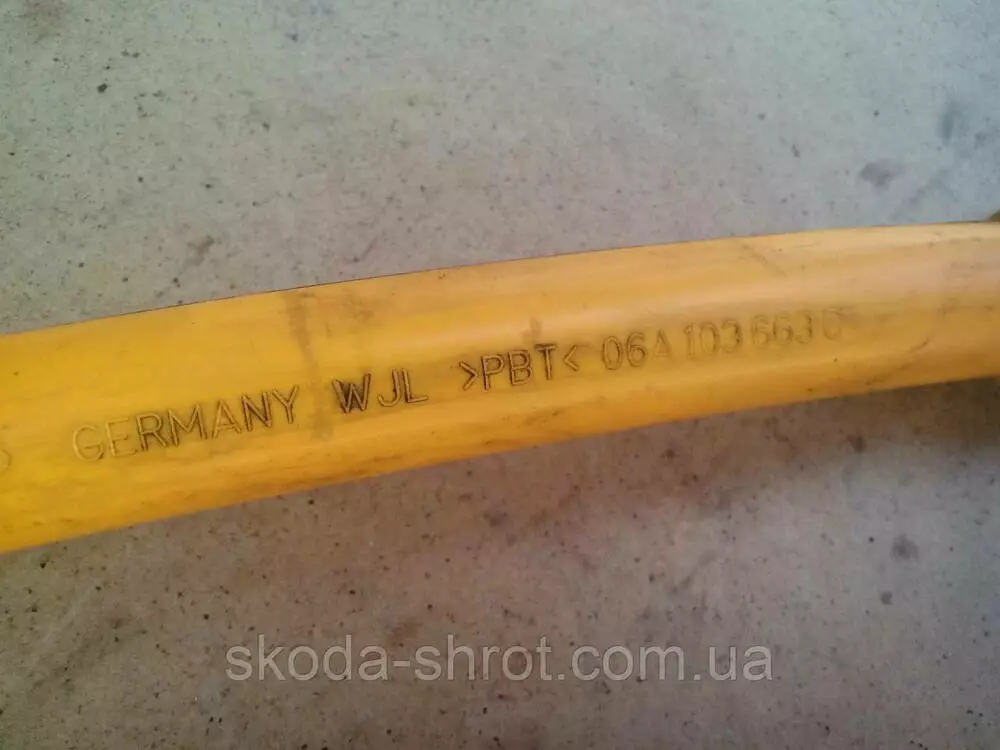 GERMANY WJL >PBT< 06A 103 663 C
skoda-shrot.com.ua